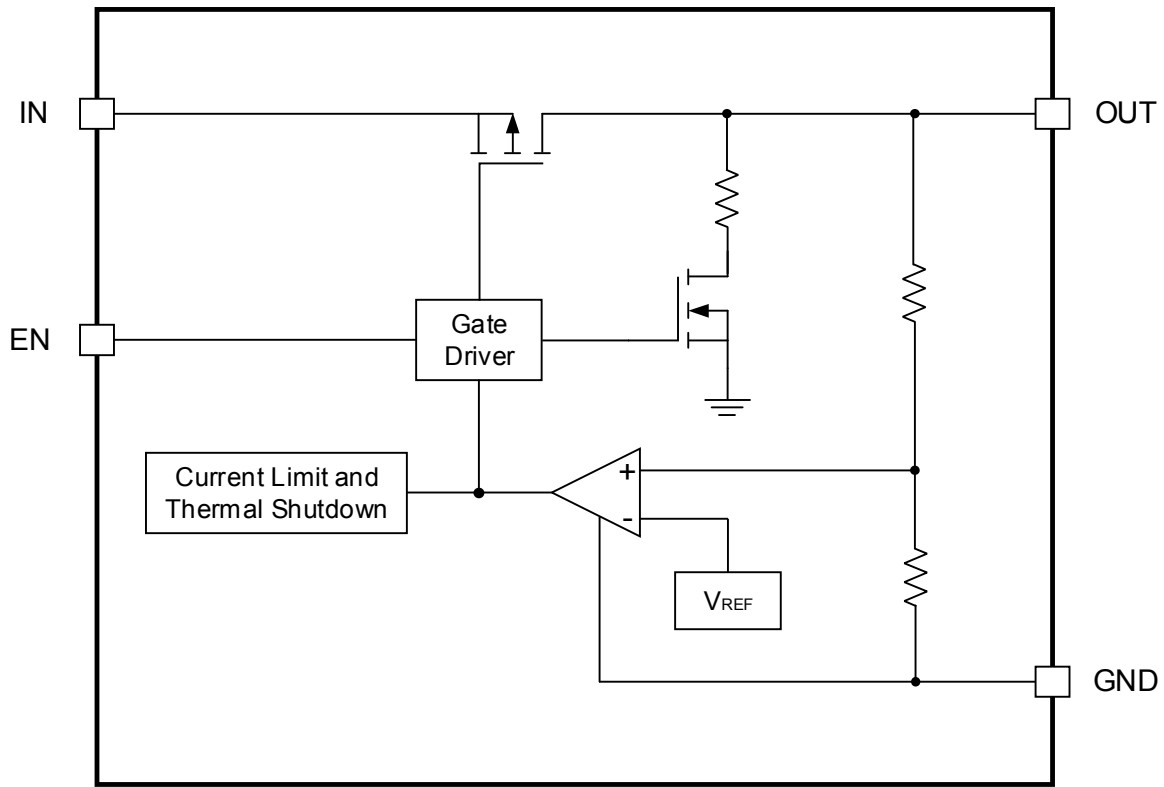 IN
OUT
EN
Gate
Driver
Current Limit and
Thermal Shutdown
+
-
VREF
GND